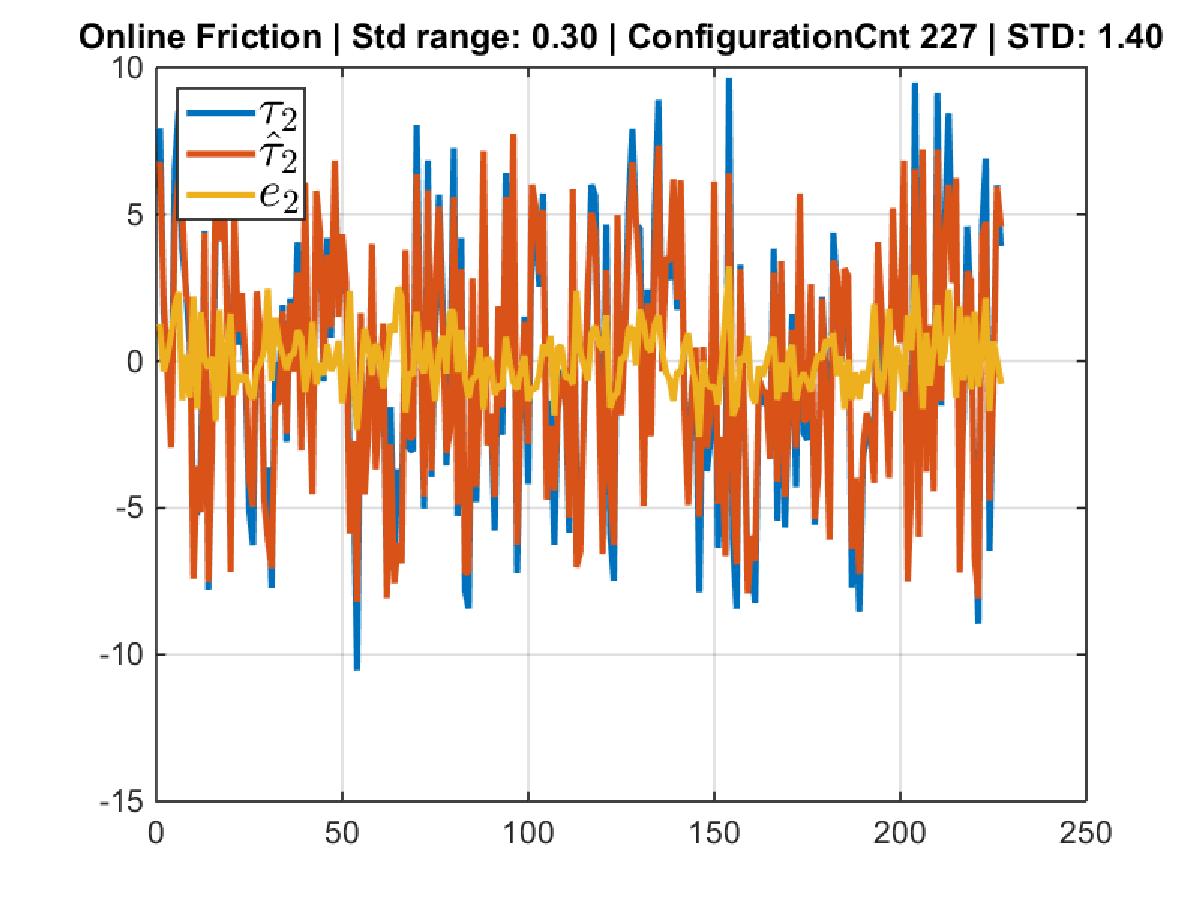 Online Friction | Std range: 0.30 | ConfigurationCnt 227 | STD: 1.40
10
5
0
-5
-10
-15
τ₂
τ̂₂
e₂
0 50 100 150 200 250